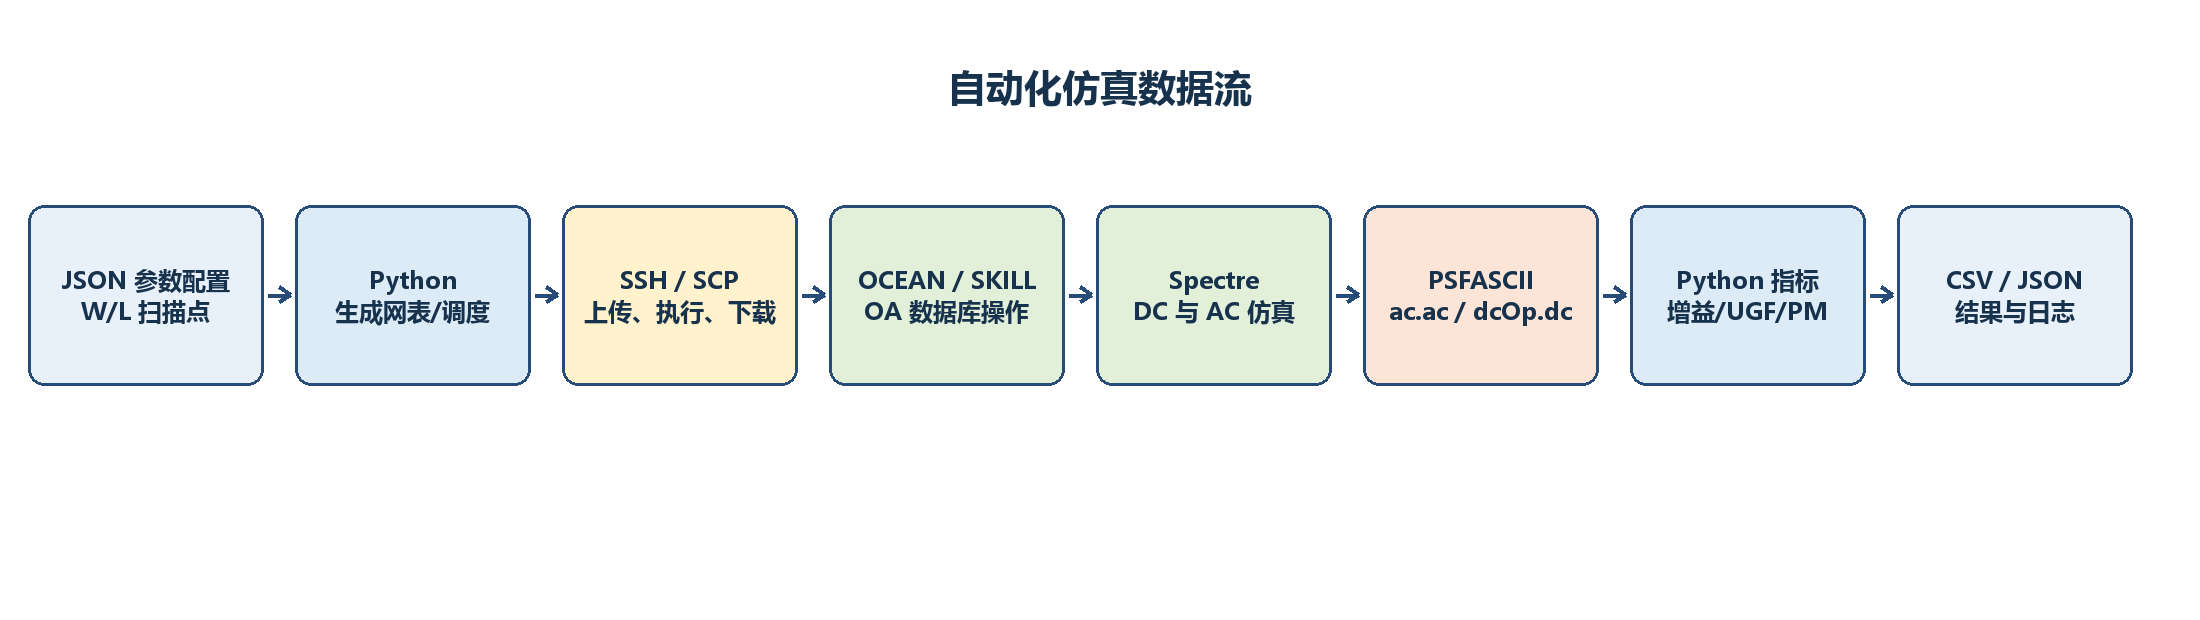 自动化仿真数据流
JSON 参数配置
W/L 扫描点
Python
生成网表/调度
SSH / SCP
上传、执行、下载
OCEAN / SKILL
OA 数据库操作
Spectre
DC 与 AC 仿真
PSFASCII
ac.ac / dcOp.dc
Python 指标
增益/UGF/PM
CSV / JSON
结果与日志